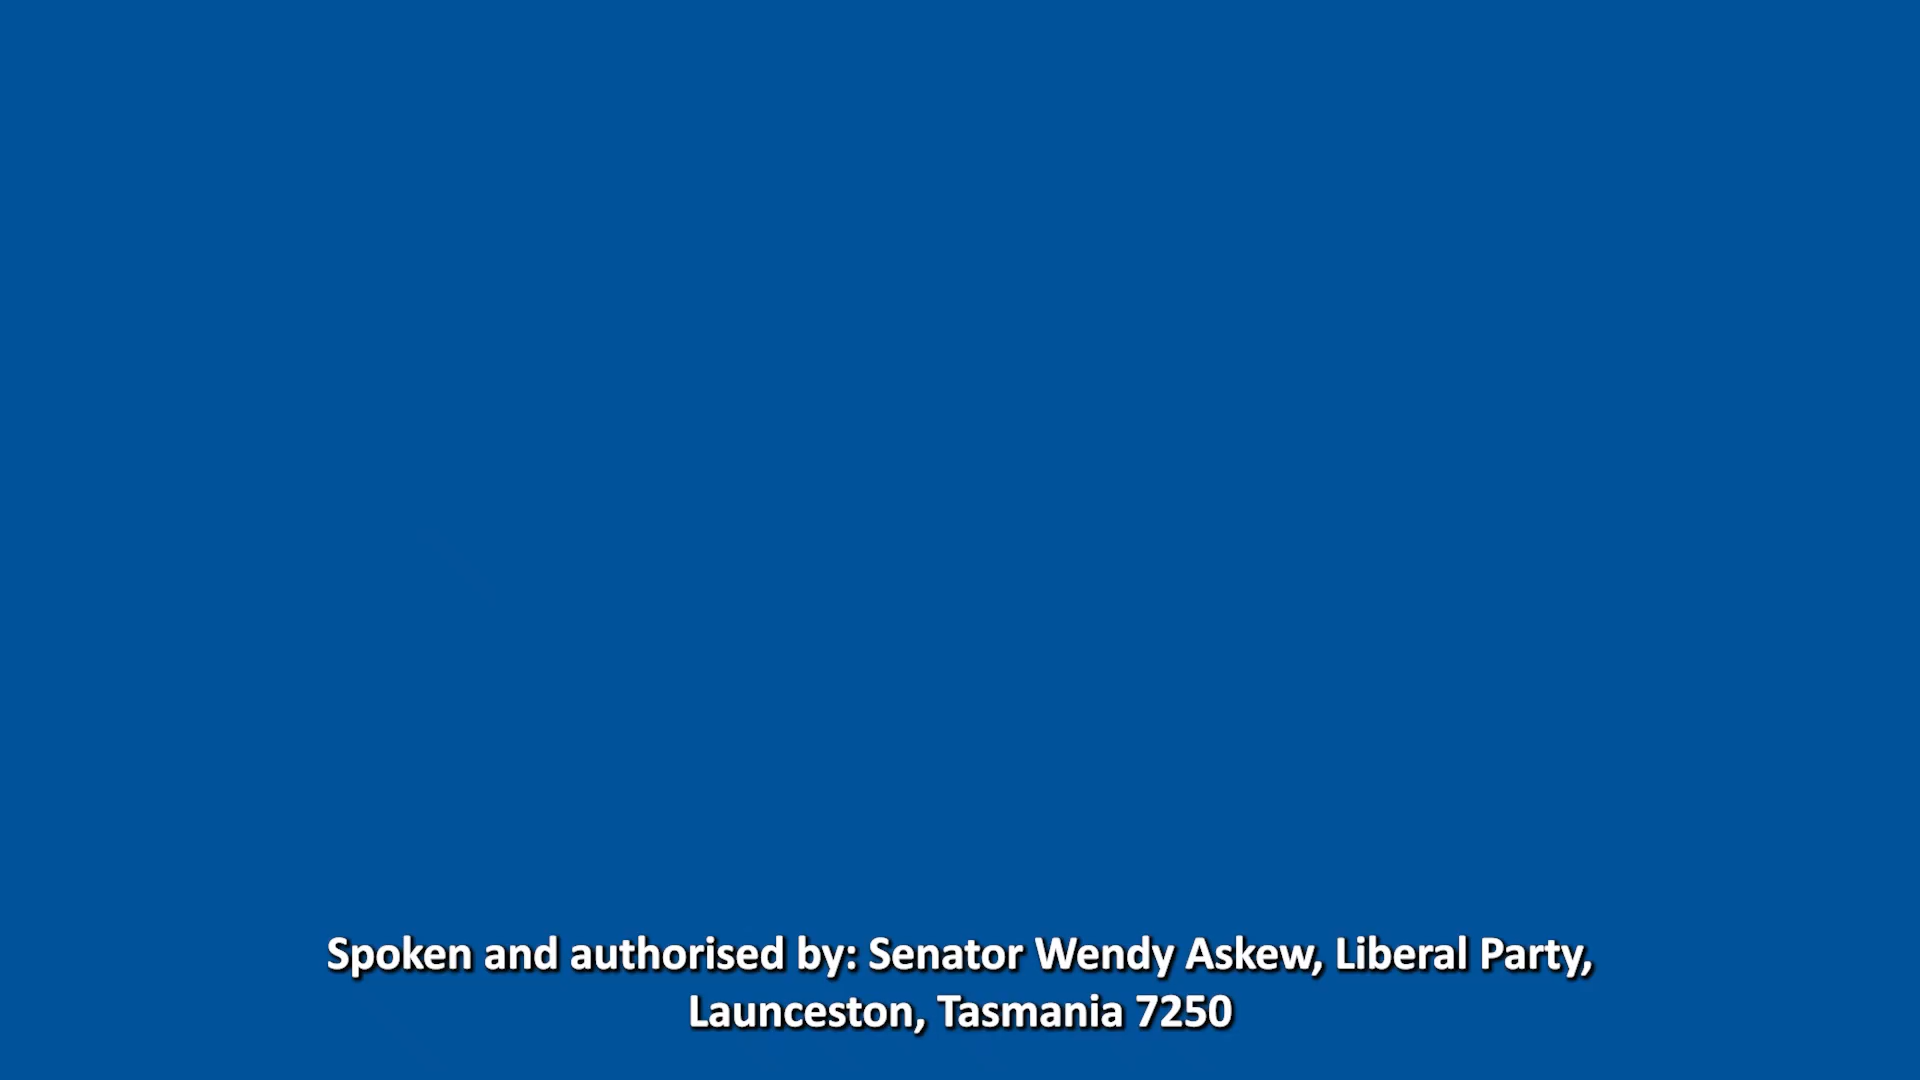 Spoken and authorised by: Senator Wendy Askew, Liberal Party,
Launceston, Tasmania 7250